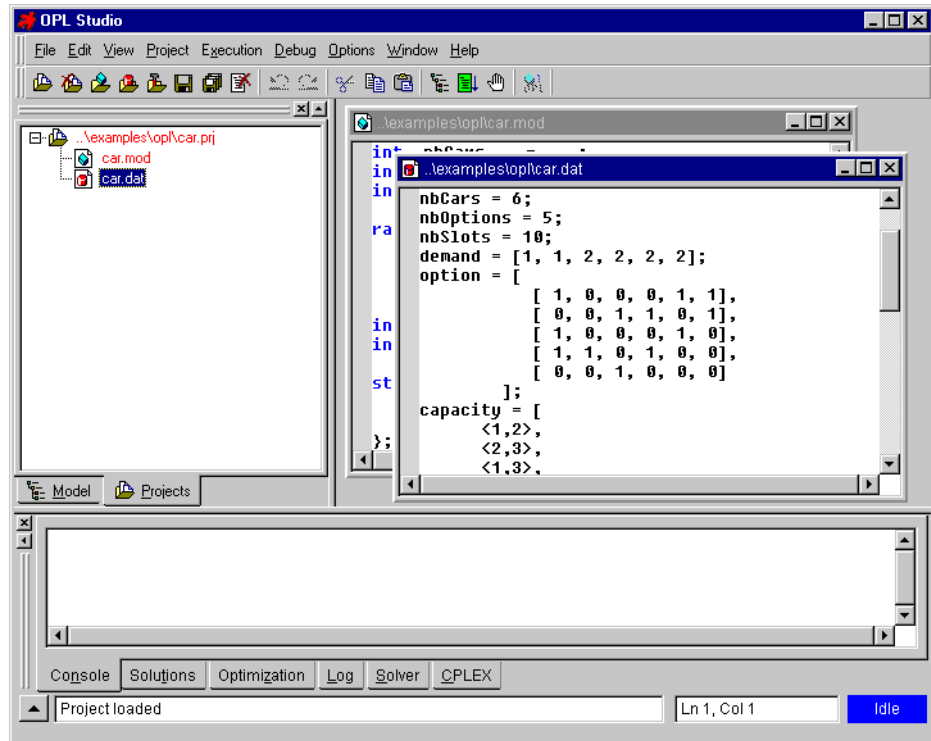 OPL Studio
File Edit View Project Execution Debug Options Window Help
..\examples\opl\car.prj
car.mod
car.dat
Model Projects
..\examples\opl\car.mod
int nbCars
in
in
ra
in
in
st
};
..\examples\opl\car.dat
nbCars = 6;
nbOptions = 5;
nbSlots = 10;
demand = [1, 1, 2, 2, 2, 2];
option = [
[ 1, 0, 0, 0, 1, 1],
[ 0, 0, 1, 1, 0, 1],
[ 1, 0, 0, 0, 1, 0],
[ 1, 1, 0, 1, 0, 0],
[ 0, 0, 1, 0, 0, 0]
];
capacity = [
<1,2>,
<2,3>,
<1,3>,
Console Solutions Optimization Log Solver CPLEX
Project loaded
Ln 1, Col 1
Idle